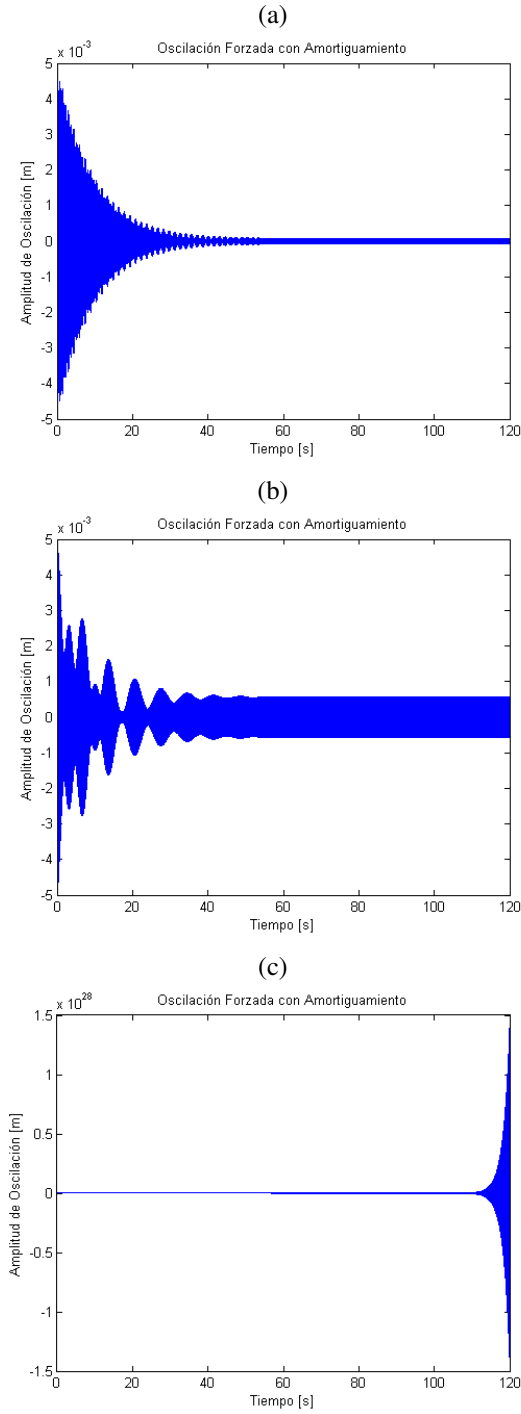 (a)
x 10^-3
Oscilación Forzada con Amortiguamiento
5
4
3
2
1
0
-1
-2
-3
-4
-5
Amplitud de Oscilación [m]
0 20 40 60 80 100 120
Tiempo [s]
(b)
x 10^-3
Oscilación Forzada con Amortiguamiento
5
4
3
2
1
0
-1
-2
-3
-4
-5
Amplitud de Oscilación [m]
0 20 40 60 80 100 120
Tiempo [s]
(c)
x 10^28
Oscilación Forzada con Amortiguamiento
1.5
1
0.5
0
-0.5
-1
-1.5
Amplitud de Oscilación [m]
0 20 40 60 80 100 120
Tiempo [s]